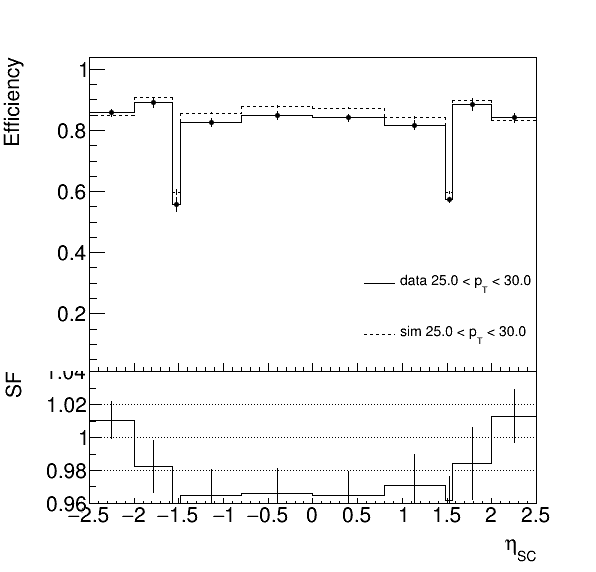 Efficiency
1
0.8
0.6
0.4
0.2
data 25.0 < p_T < 30.0
sim 25.0 < p_T < 30.0
SF
1.04
1.02
1
0.98
0.96
−2.5 −2 −1.5 −1 −0.5 0 0.5 1 1.5 2 2.5
η_SC